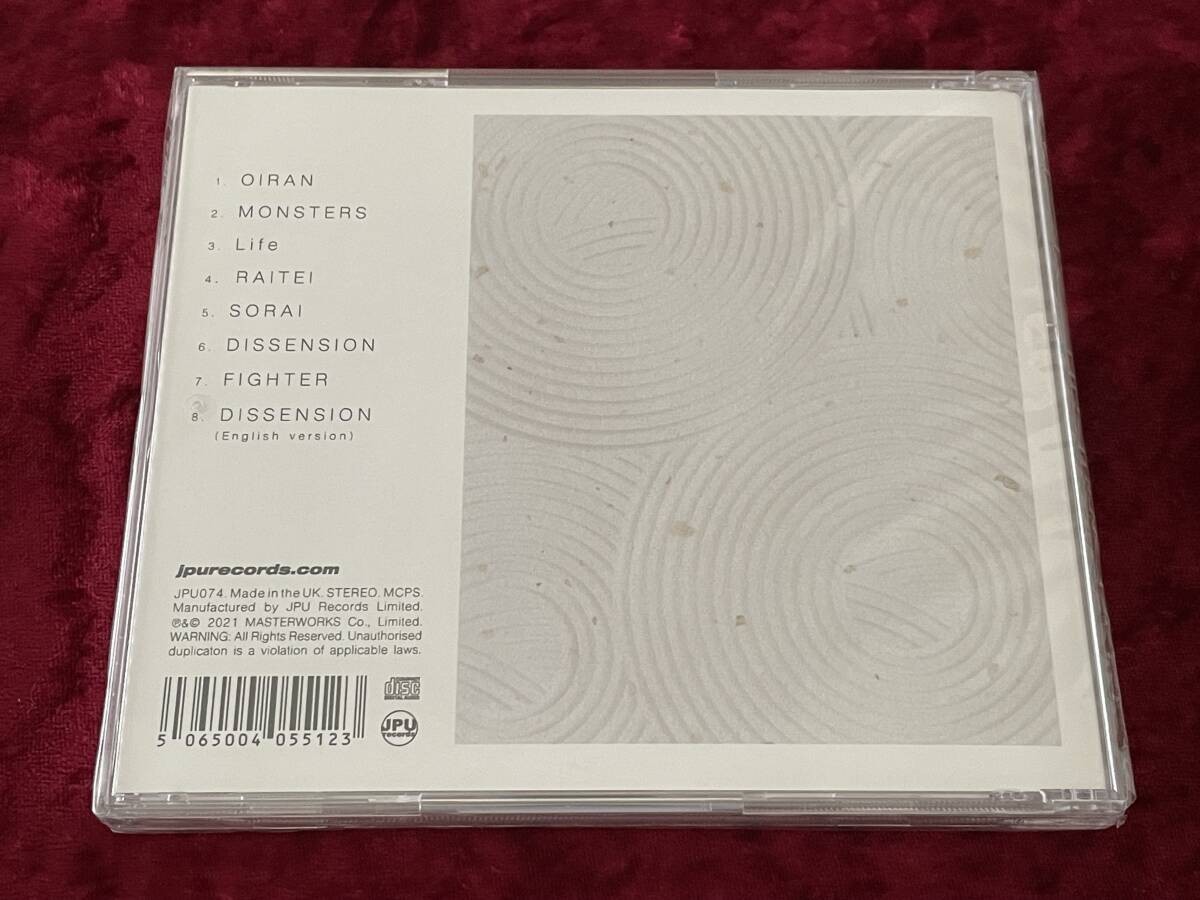 1. OIRAN
2. MONSTERS
3. Life
4. RAITEI
5. SORAI
6. DISSENSION
7. FIGHTER
8. DISSENSION
(English version)
jpurecords.com
JPU074. Made in the UK. STEREO. MCPS.
Manufactured by JPU Records Limited.
℗&© 2021 MASTERWORKS Co., Limited.
WARNING: All Rights Reserved. Unauthorised
duplicaton is a violation of applicable laws.
5 065004 055123
disc
DIGITAL AUDIO
JPU
records